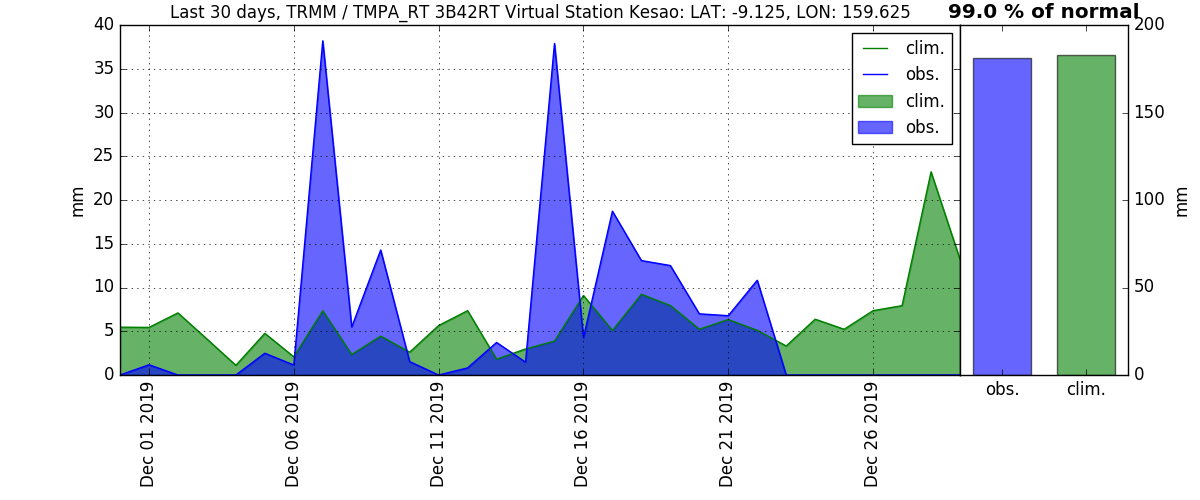 Last 30 days, TRMM / TMPA_RT 3B42RT Virtual Station Kesao: LAT: -9.125, LON: 159.625
99.0 % of normal
40
35
30
25
20
15
10
5
0
mm
clim.
obs.
clim.
obs.
Dec 01 2019
Dec 06 2019
Dec 11 2019
Dec 16 2019
Dec 21 2019
Dec 26 2019
200
150
100
50
0
mm
obs.
clim.